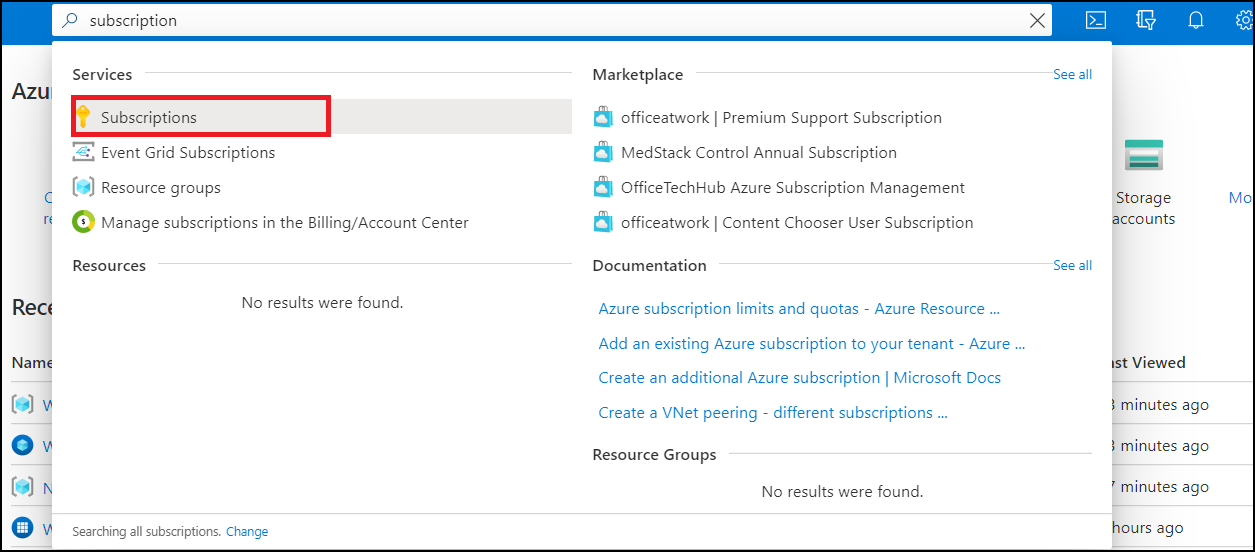 subscription
Services
Subscriptions
Event Grid Subscriptions
Resource groups
Manage subscriptions in the Billing/Account Center
Resources
No results were found.
Marketplace
See all
officeatwork | Premium Support Subscription
MedStack Control Annual Subscription
OfficeTechHub Azure Subscription Management
officeatwork | Content Chooser User Subscription
Documentation
See all
Azure subscription limits and quotas - Azure Resource ...
Add an existing Azure subscription to your tenant - Azure ...
Create an additional Azure subscription | Microsoft Docs
Create a VNet peering - different subscriptions ...
Resource Groups
No results were found.
Searching all subscriptions. Change
Storage
accounts
Name
Viewed
minutes ago
minutes ago
minutes ago
hours ago